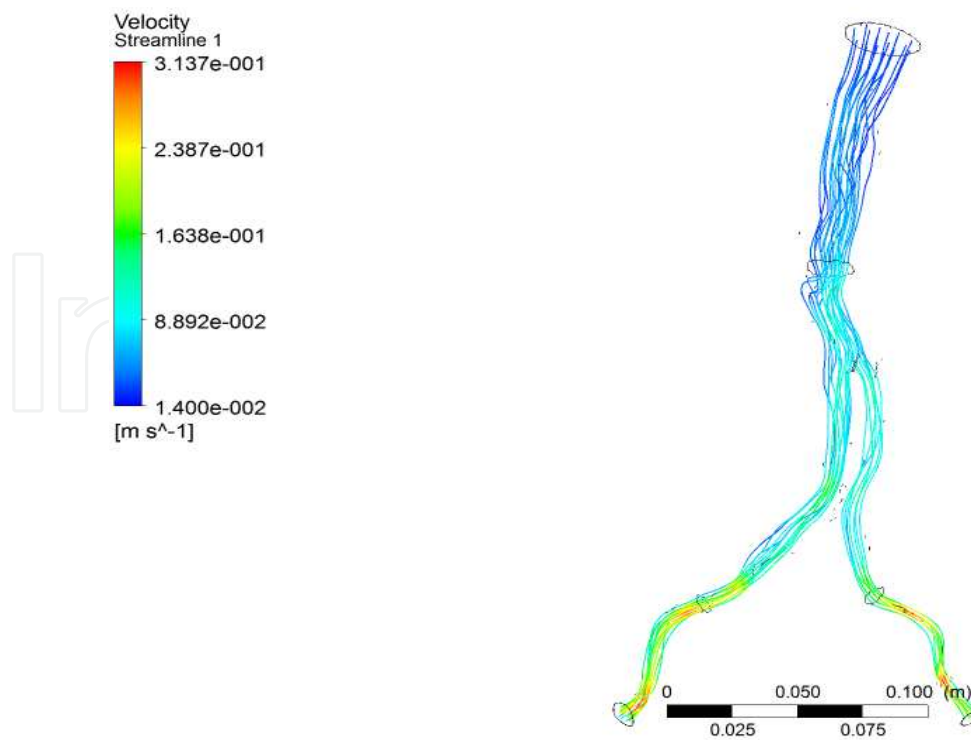 Velocity
Streamline 1
3.137e-001
2.387e-001
1.638e-001
8.892e-002
1.400e-002
[m s^-1]
0 0.050 0.100 (m)
0.025 0.075